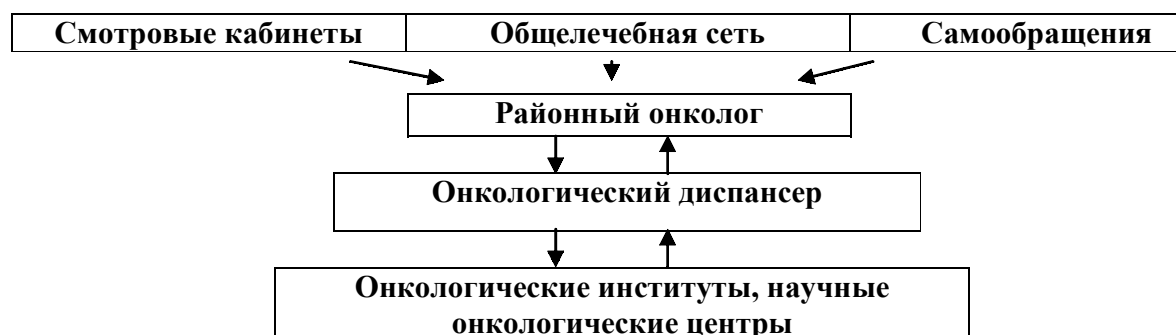 Смотровые кабинеты Общелечебная сеть Самообращения
Районный онколог
Онкологический диспансер
Онкологические институты, научные
онкологические центры